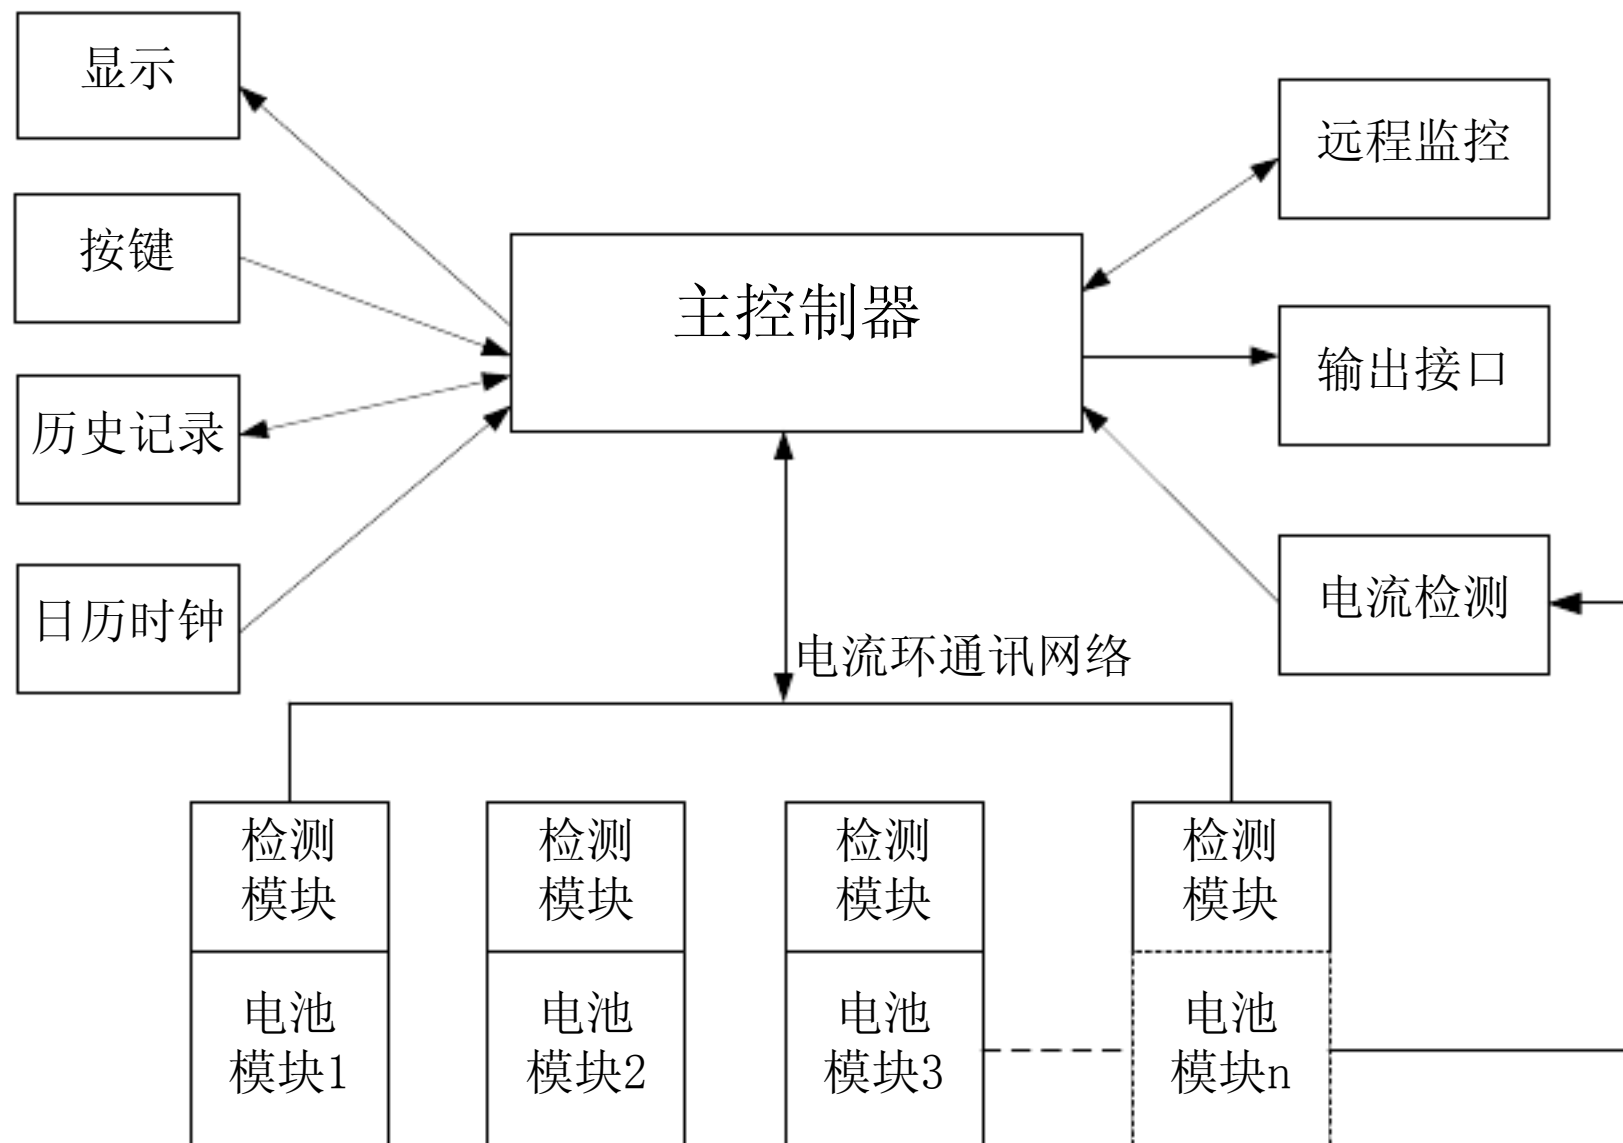 显示
远程监控
按键
主控制器
输出接口
历史记录
电流检测
日历时钟
电流环通讯网络
检测
模块
检测
模块
检测
模块
检测
模块
电池
模块1
电池
模块2
电池
模块3
电池
模块n